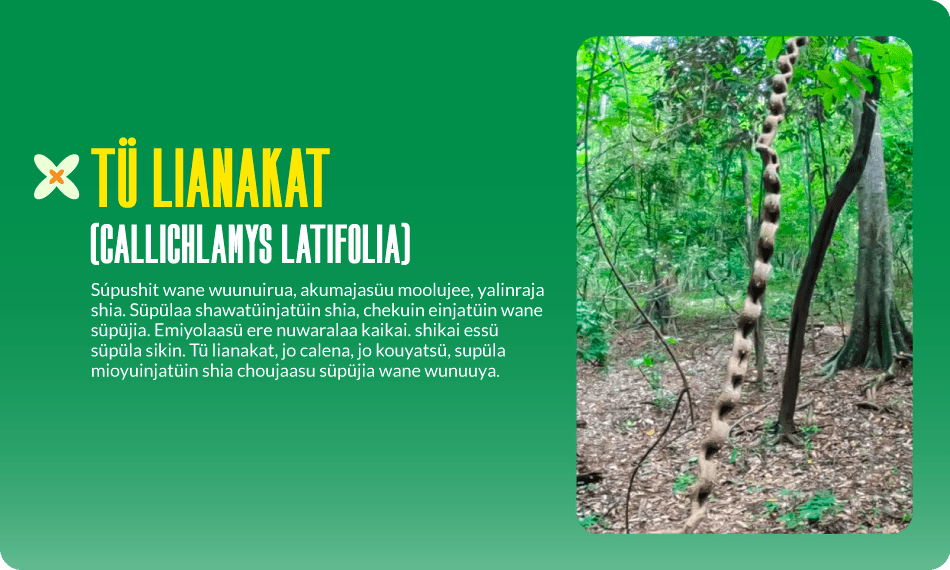 TÜ LIANAKAT
(CALLICHLAMYS LATIFOLIA)
Súpushit wane wuunuirua, akumajasüu moolujee, yalinraja
shia. Süpülaa shawatüinjatüin shia, chekuin einjatüin wane
süpüjia. Emiyolaasü ere nuwaralaa kaikai. shikai essü
süpüla sikin. Tü lianakat, jo calena, jo kouyatsü, supüla
mioyuinjatüin shia choujaasu süpüjia wane wunuuya.